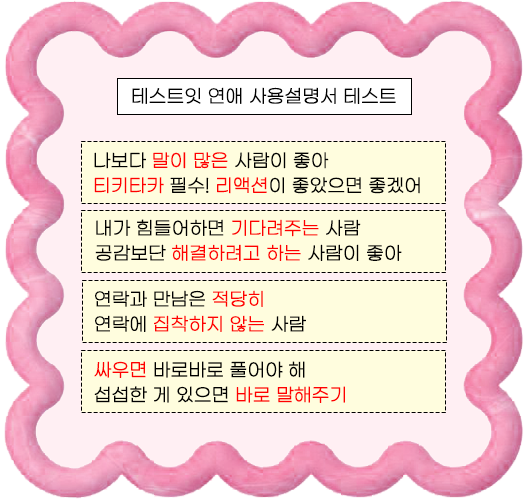 테스트잇 연애 사용설명서 테스트
나보다 말이 많은 사람이 좋아
티키타카 필수! 리액션이 좋았으면 좋겠어
내가 힘들어하면 기다려주는 사람
공감보단 해결하려고 하는 사람이 좋아
연락과 만남은 적당히
연락에 집착하지 않는 사람
싸우면 바로바로 풀어야 해
섭섭한 게 있으면 바로 말해주기